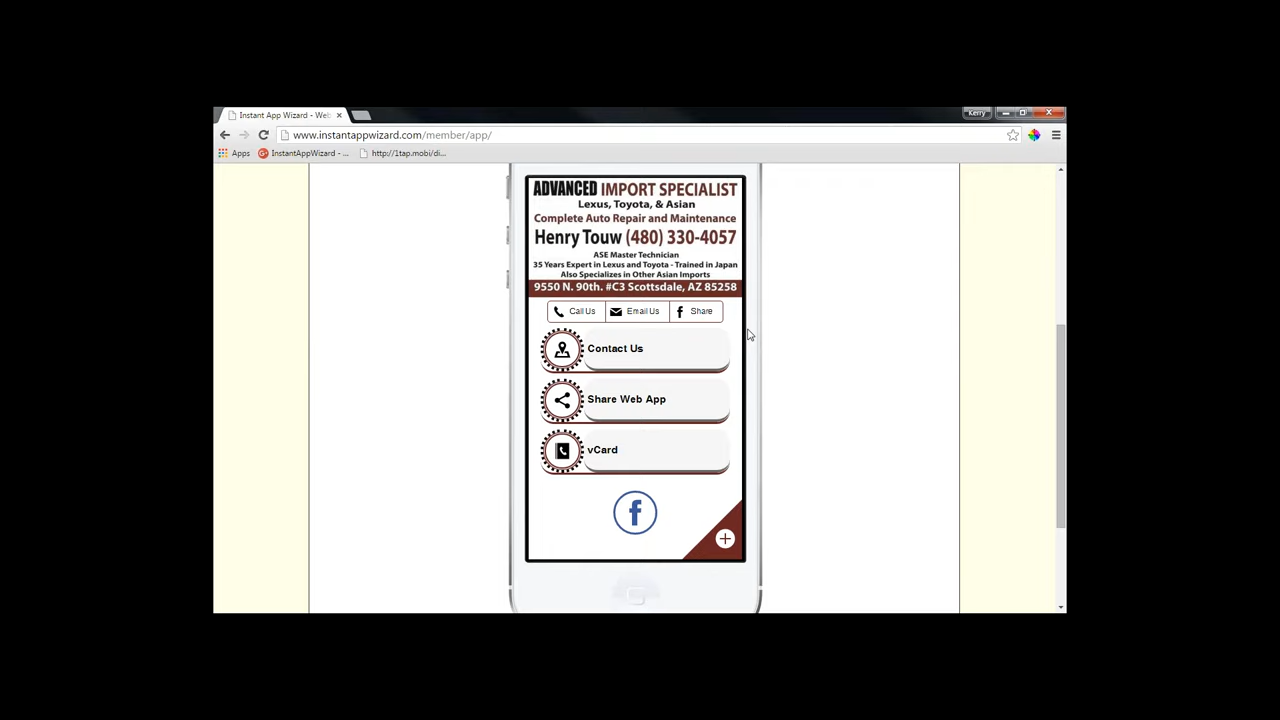 Instant App Wizard - Web
Kerry
www.instantappwizard.com/member/app/
Apps
InstantAppWizard - ...
http://1tap.mobi/di...
ADVANCED IMPORT SPECIALIST
Lexus, Toyota, & Asian
Complete Auto Repair and Maintenance
Henry Touw (480) 330-4057
ASE Master Technician
35 Years Expert in Lexus and Toyota - Trained in Japan
Also Specializes in Other Asian Imports
9550 N. 90th. #C3 Scottsdale, AZ 85258
Call Us Email Us Share
Contact Us
Share Web App
vCard